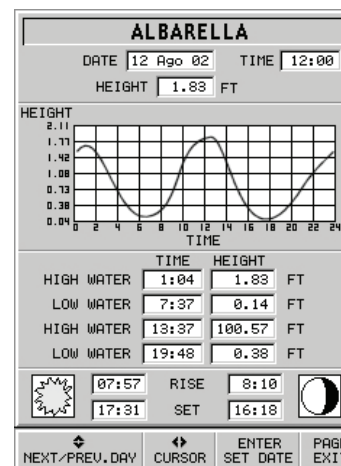 ALBARELLA
DATE 12 Ago 02 TIME 12:00
HEIGHT 1.83 FT
HEIGHT
2.11
1.77
1.42
1.08
0.73
0.38
0.04
0 2 4 6 8 10 12 14 16 18 20 22 24
TIME
TIME HEIGHT
HIGH WATER 1:04 1.83 FT
LOW WATER 7:37 0.14 FT
HIGH WATER 13:37 100.57 FT
LOW WATER 19:48 0.38 FT
07:57 RISE 8:10
17:31 SET 16:18
NEXT/PREV.DAY CURSOR ENTER SET DATE PAGE EXIT